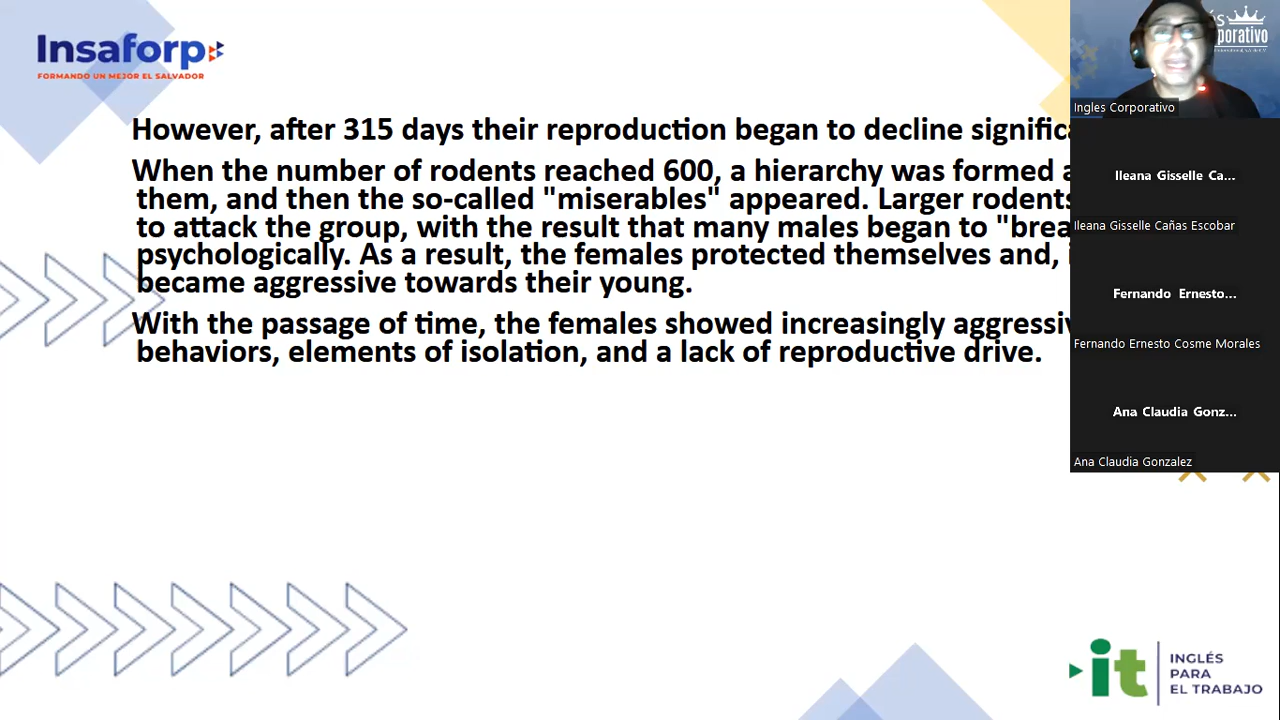 Insaforp
FORMANDO UN MEJOR EL SALVADOR
However, after 315 days their reproduction began to decline
When the number of rodents reached 600, a hierarchy was formed
them, and then the so-called "miserables" appeared. Larger rodents
to attack the group, with the result that many males began to
psychologically. As a result, the females protected themselves and,
became aggressive towards their young.
With the passage of time, the females showed increasingly
behaviors, elements of isolation, and a lack of reproductive drive.
Ingles Corporativo
Ileana Gisselle Ca...
Ileana Gisselle Cañas Escobar
Fernando Ernesto...
Fernando Ernesto Cosme Morales
Ana Claudia Gonz...
Ana Claudia Gonzalez
it
INGLÉS
PARA
EL TRABAJO